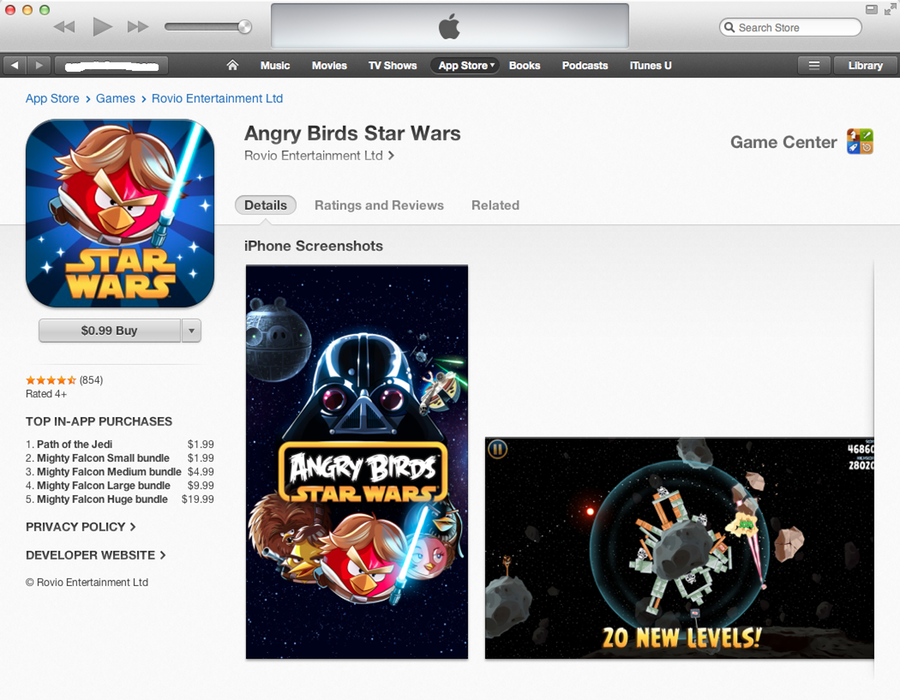 Search Store
Music Movies TV Shows App Store Books Podcasts iTunes U Library
App Store > Games > Rovio Entertainment Ltd
Angry Birds Star Wars
Rovio Entertainment Ltd >
Game Center
Details Ratings and Reviews Related
iPhone Screenshots
STAR
WARS
$0.99 Buy
(854)
Rated 4+
TOP IN-APP PURCHASES
1. Path of the Jedi $1.99
2. Mighty Falcon Small bundle $1.99
3. Mighty Falcon Medium bundle $4.99
4. Mighty Falcon Large bundle $9.99
5. Mighty Falcon Huge bundle $19.99
PRIVACY POLICY >
DEVELOPER WEBSITE >
© Rovio Entertainment Ltd
ANGRY BIRDS
STAR WARS
20 NEW LEVELS!